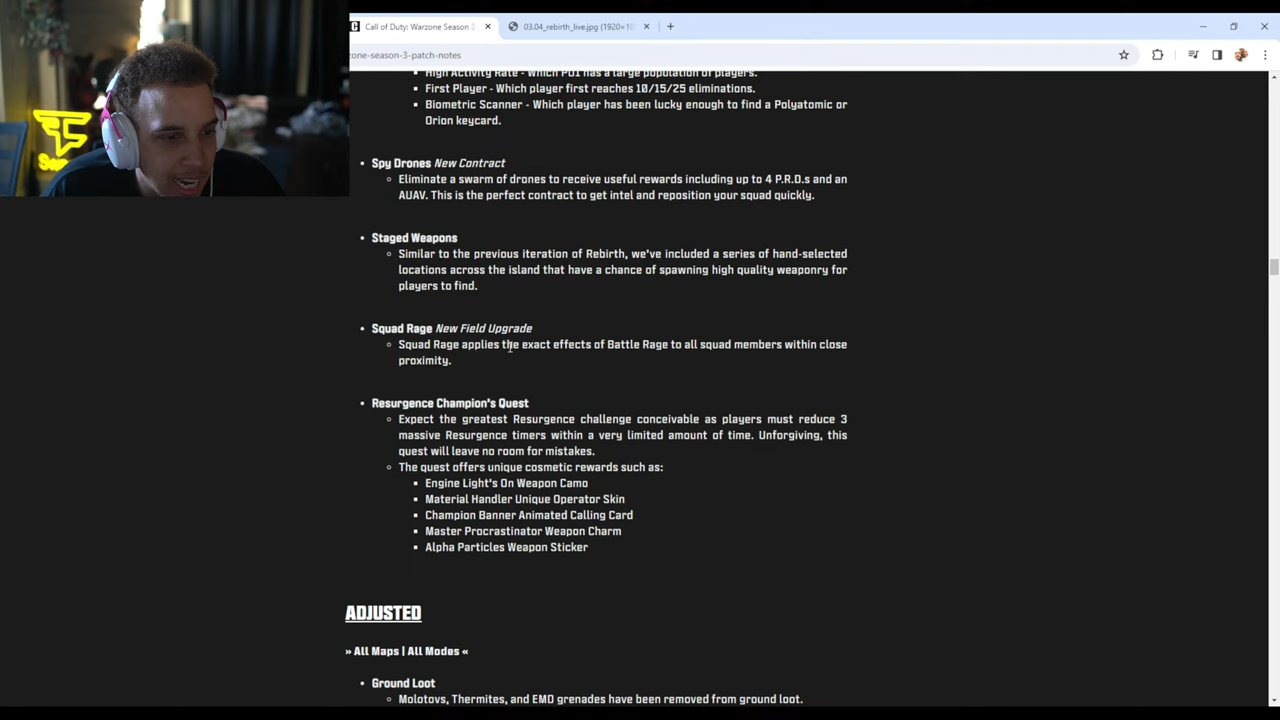 Call of Duty: Warzone Season 3
03.04_rebirth_live.jpg (1920×10
zone-season-3-patch-notes
High Activity Rate - Which POI has a large population of players.
First Player - Which player first reaches 10/15/25 eliminations.
Biometric Scanner - Which player has been lucky enough to find a Polyatomic or
Orion keycard.
Spy Drones New Contract
Eliminate a swarm of drones to receive useful rewards including up to 4 P.R.D.s and an
AUAV. This is the perfect contract to get intel and reposition your squad quickly.
Staged Weapons
Similar to the previous iteration of Rebirth, we've included a series of hand-selected
locations across the island that have a chance of spawning high quality weaponry for
players to find.
Squad Rage New Field Upgrade
Squad Rage applies the exact effects of Battle Rage to all squad members within close
proximity.
Resurgence Champion's Quest
Expect the greatest Resurgence challenge conceivable as players must reduce 3
massive Resurgence timers within a very limited amount of time. Unforgiving, this
quest will leave no room for mistakes.
The quest offers unique cosmetic rewards such as:
Engine Light's On Weapon Camo
Material Handler Unique Operator Skin
Champion Banner Animated Calling Card
Master Procrastinator Weapon Charm
Alpha Particles Weapon Sticker
ADJUSTED
» All Maps | All Modes «
Ground Loot
Molotovs, Thermites, and EMD grenades have been removed from ground loot.